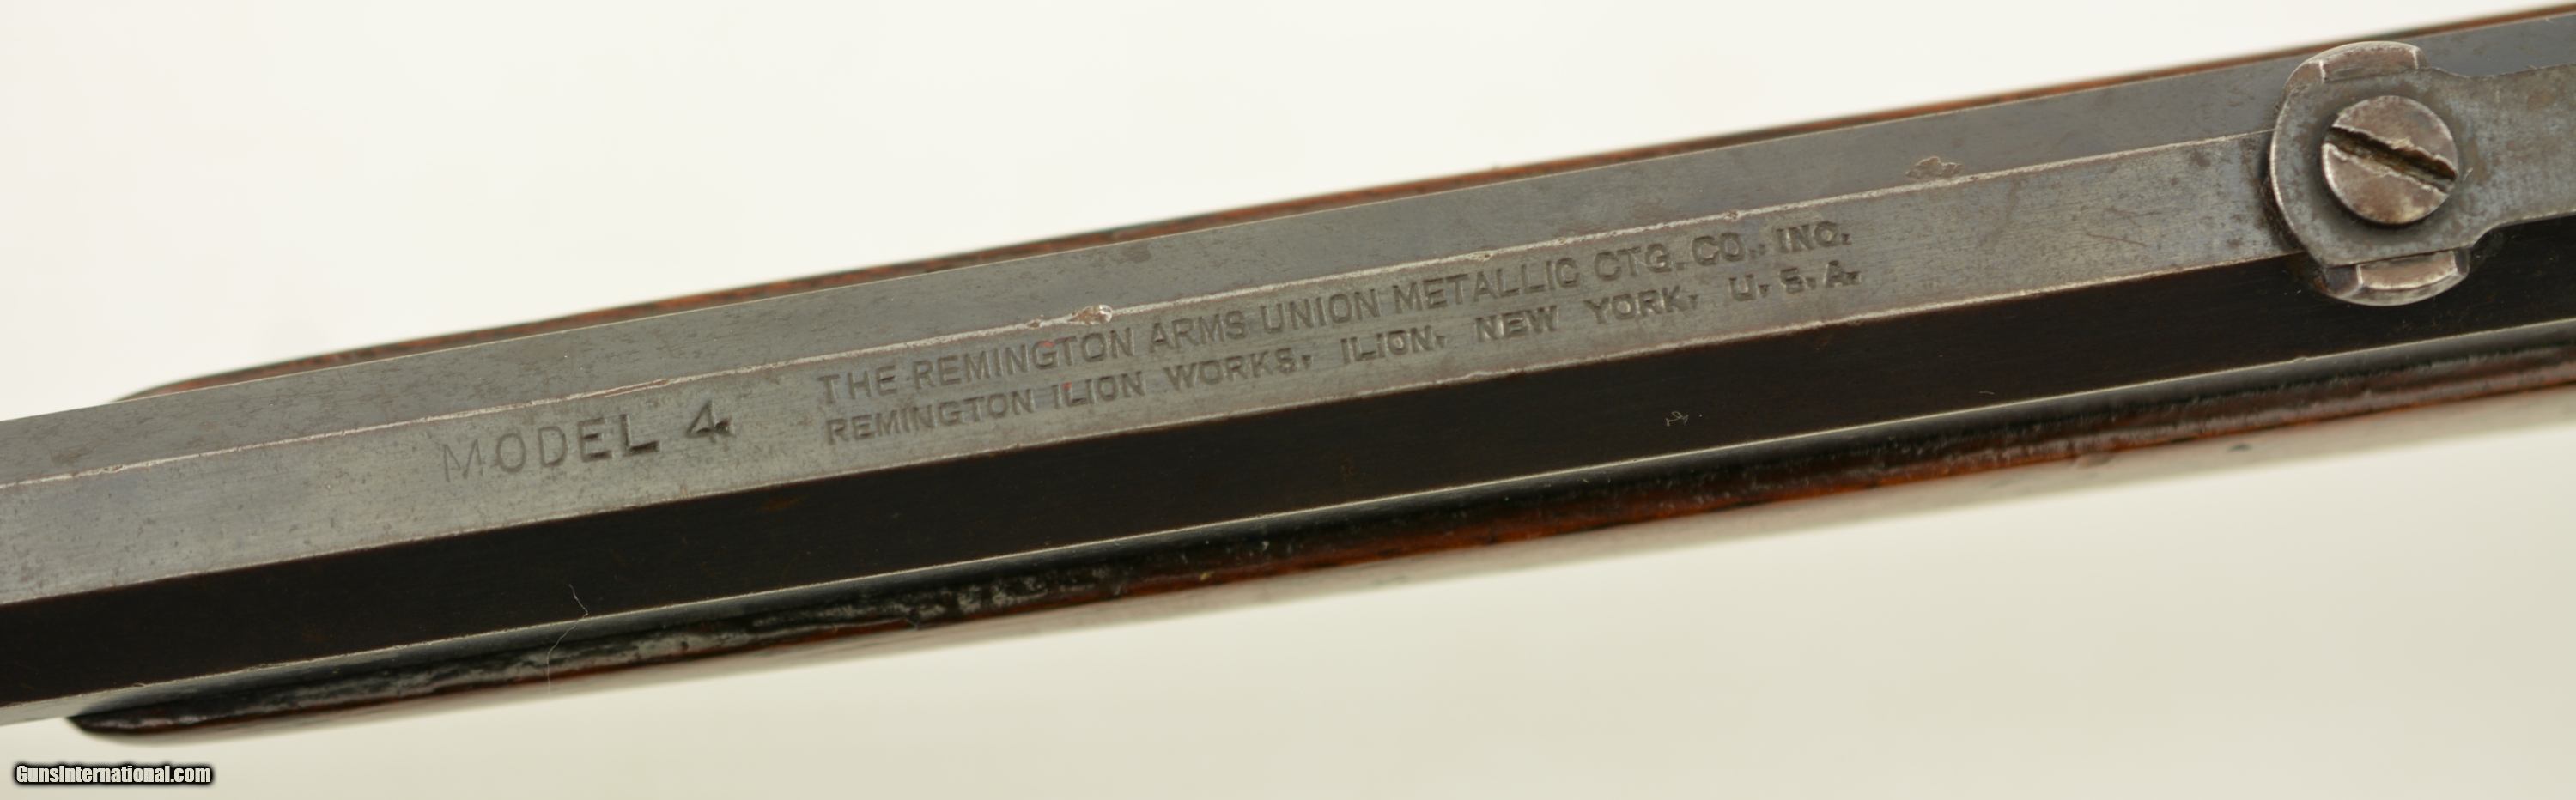 MODEL 4
THE REMINGTON ARMS UNION METALLIC CTG. CO., INC.
REMINGTON ILION WORKS, ILION, NEW YORK, U.S.A.
GunsInternational.com